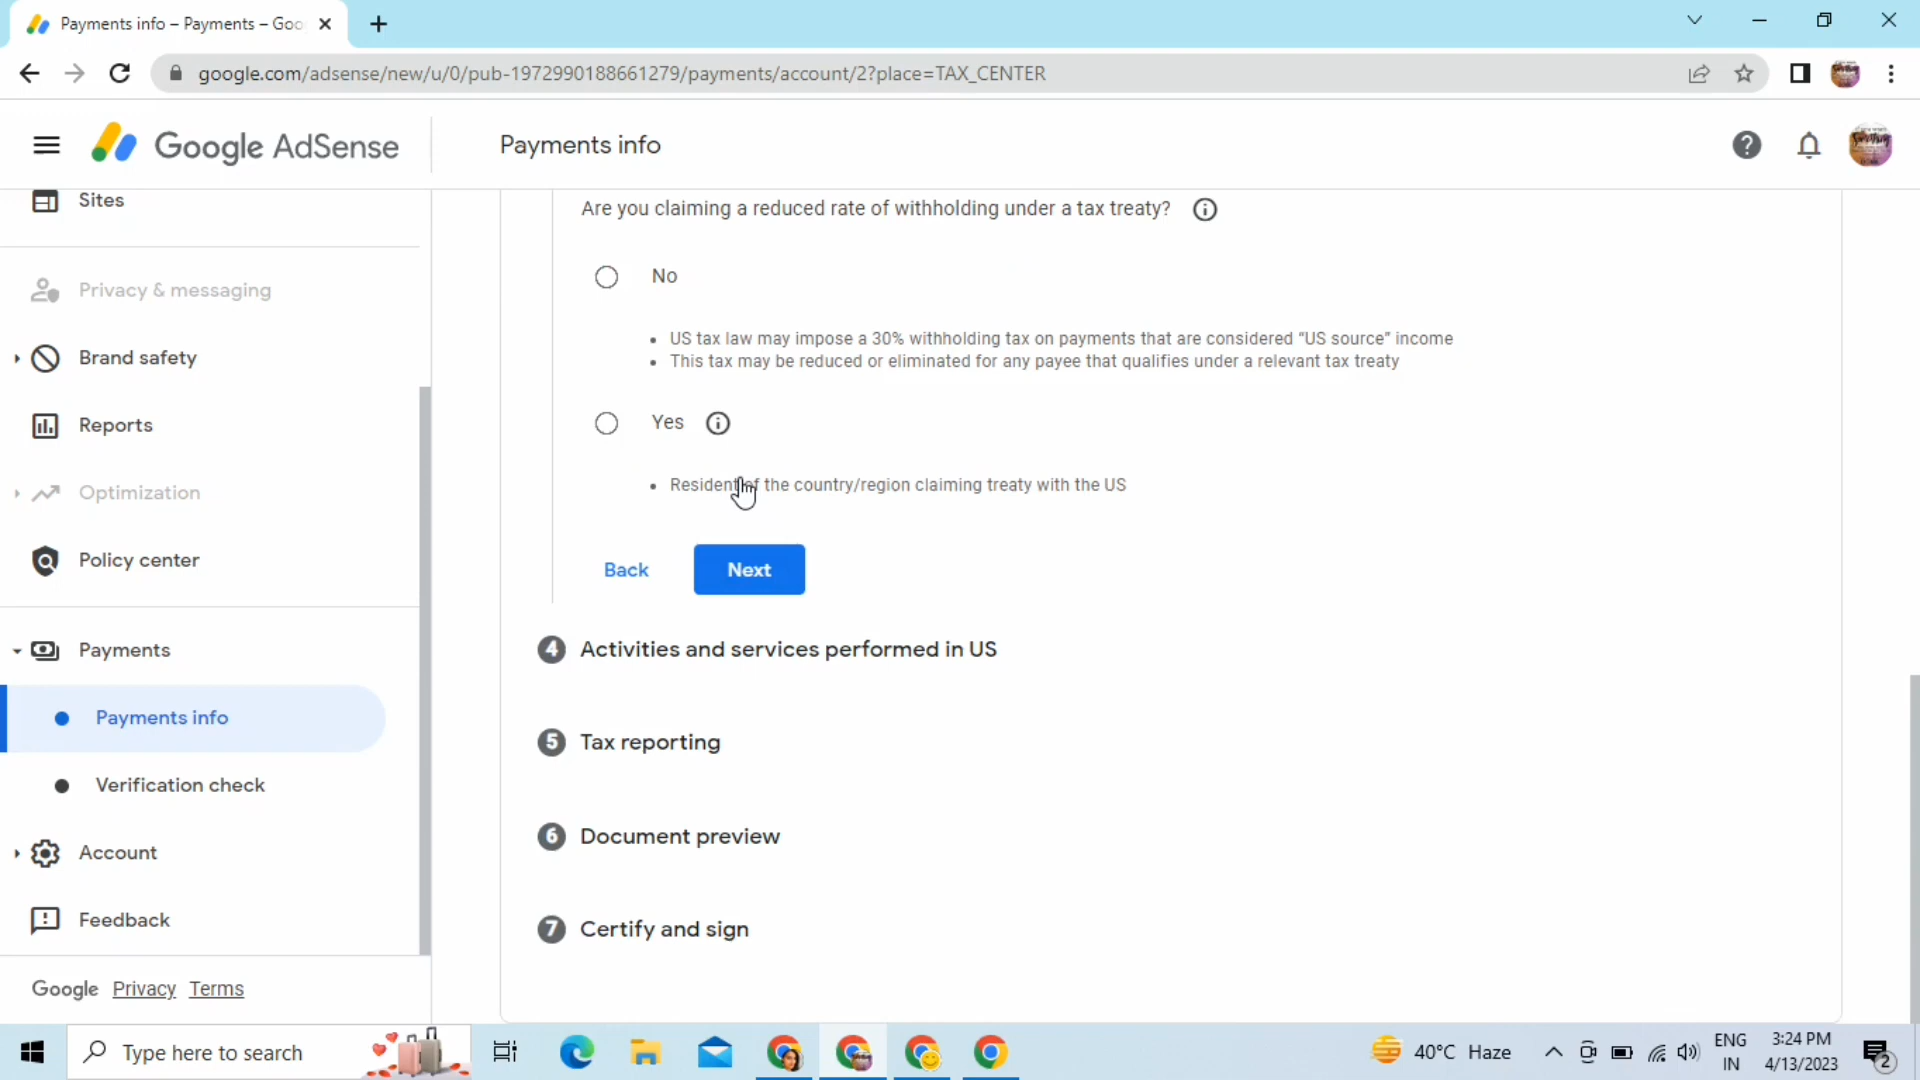 Payments info – Payments – Goo
google.com/adsense/new/u/0/pub-1972990188661279/payments/account/2?place=TAX_CENTER
Google AdSense
Payments info
Sites
Privacy & messaging
Brand safety
Reports
Optimization
Policy center
Payments
Payments info
Verification check
Account
Feedback
Google Privacy Terms
Are you claiming a reduced rate of withholding under a tax treaty?
No
US tax law may impose a 30% withholding tax on payments that are considered “US source” income
This tax may be reduced or eliminated for any payee that qualifies under a relevant tax treaty
Yes
Resident of the country/region claiming treaty with the US
Back
Next
4 Activities and services performed in US
5 Tax reporting
6 Document preview
7 Certify and sign
Type here to search
40°C Haze
ENG
IN
3:24 PM
4/13/2023
2